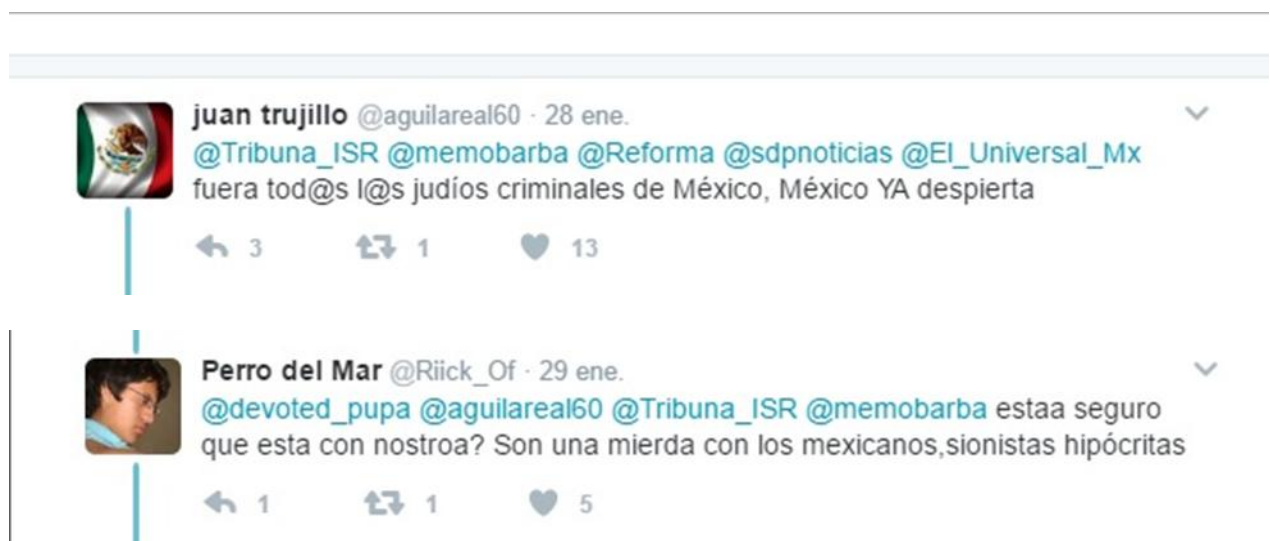 juan trujillo @aguilareal60 · 28 ene.
@Tribuna_ISR @memobarba @Reforma @sdpnoticias @El_Universal_Mx
fuera tod@s l@s judíos criminales de México, México YA despierta
3 1 13
Perro del Mar @Riick_Of · 29 ene.
@devoted_pupa @aguilareal60 @Tribuna_ISR @memobarba estaa seguro
que esta con nostroa? Son una mierda con los mexicanos,sionistas hipócritas
1 1 5